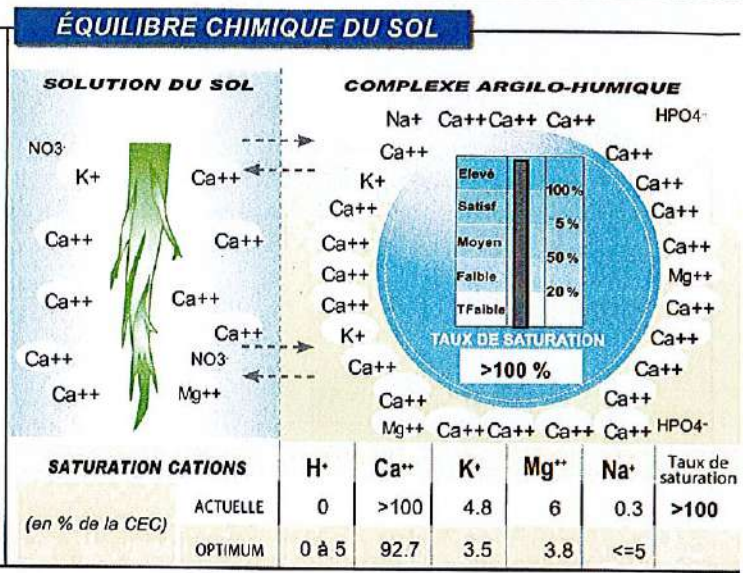 ÉQUILIBRE CHIMIQUE DU SOL
SOLUTION DU SOL
NO3-
K+
Ca++
Ca++
Ca++
Ca++
Ca++
Ca++
Ca++
NO3-
Ca++
Mg++
COMPLEXE ARGILO-HUMIQUE
Na+ Ca++Ca++ Ca++
HPO4-
Ca++
Ca++
K+
Ca++
Ca++
Ca++
Ca++
Ca++
Mg++
Ca++
Ca++
Ca++
K+
Ca++
Ca++
Ca++
Ca++
Ca++
Mg++ Ca++Ca++ Ca++ Ca++ HPO4-
Elevé
100 %
Satisf
5 %
Moyen
50 %
Faible
20 %
TFaible
TAUX DE SATURATION
>100 %
SATURATION CATIONS H+ Ca++ K+ Mg++ Na+ Taux de saturation
(en % de la CEC)
ACTUELLE 0 >100 4.8 6 0.3 >100
OPTIMUM 0 à 5 92.7 3.5 3.8 <=5